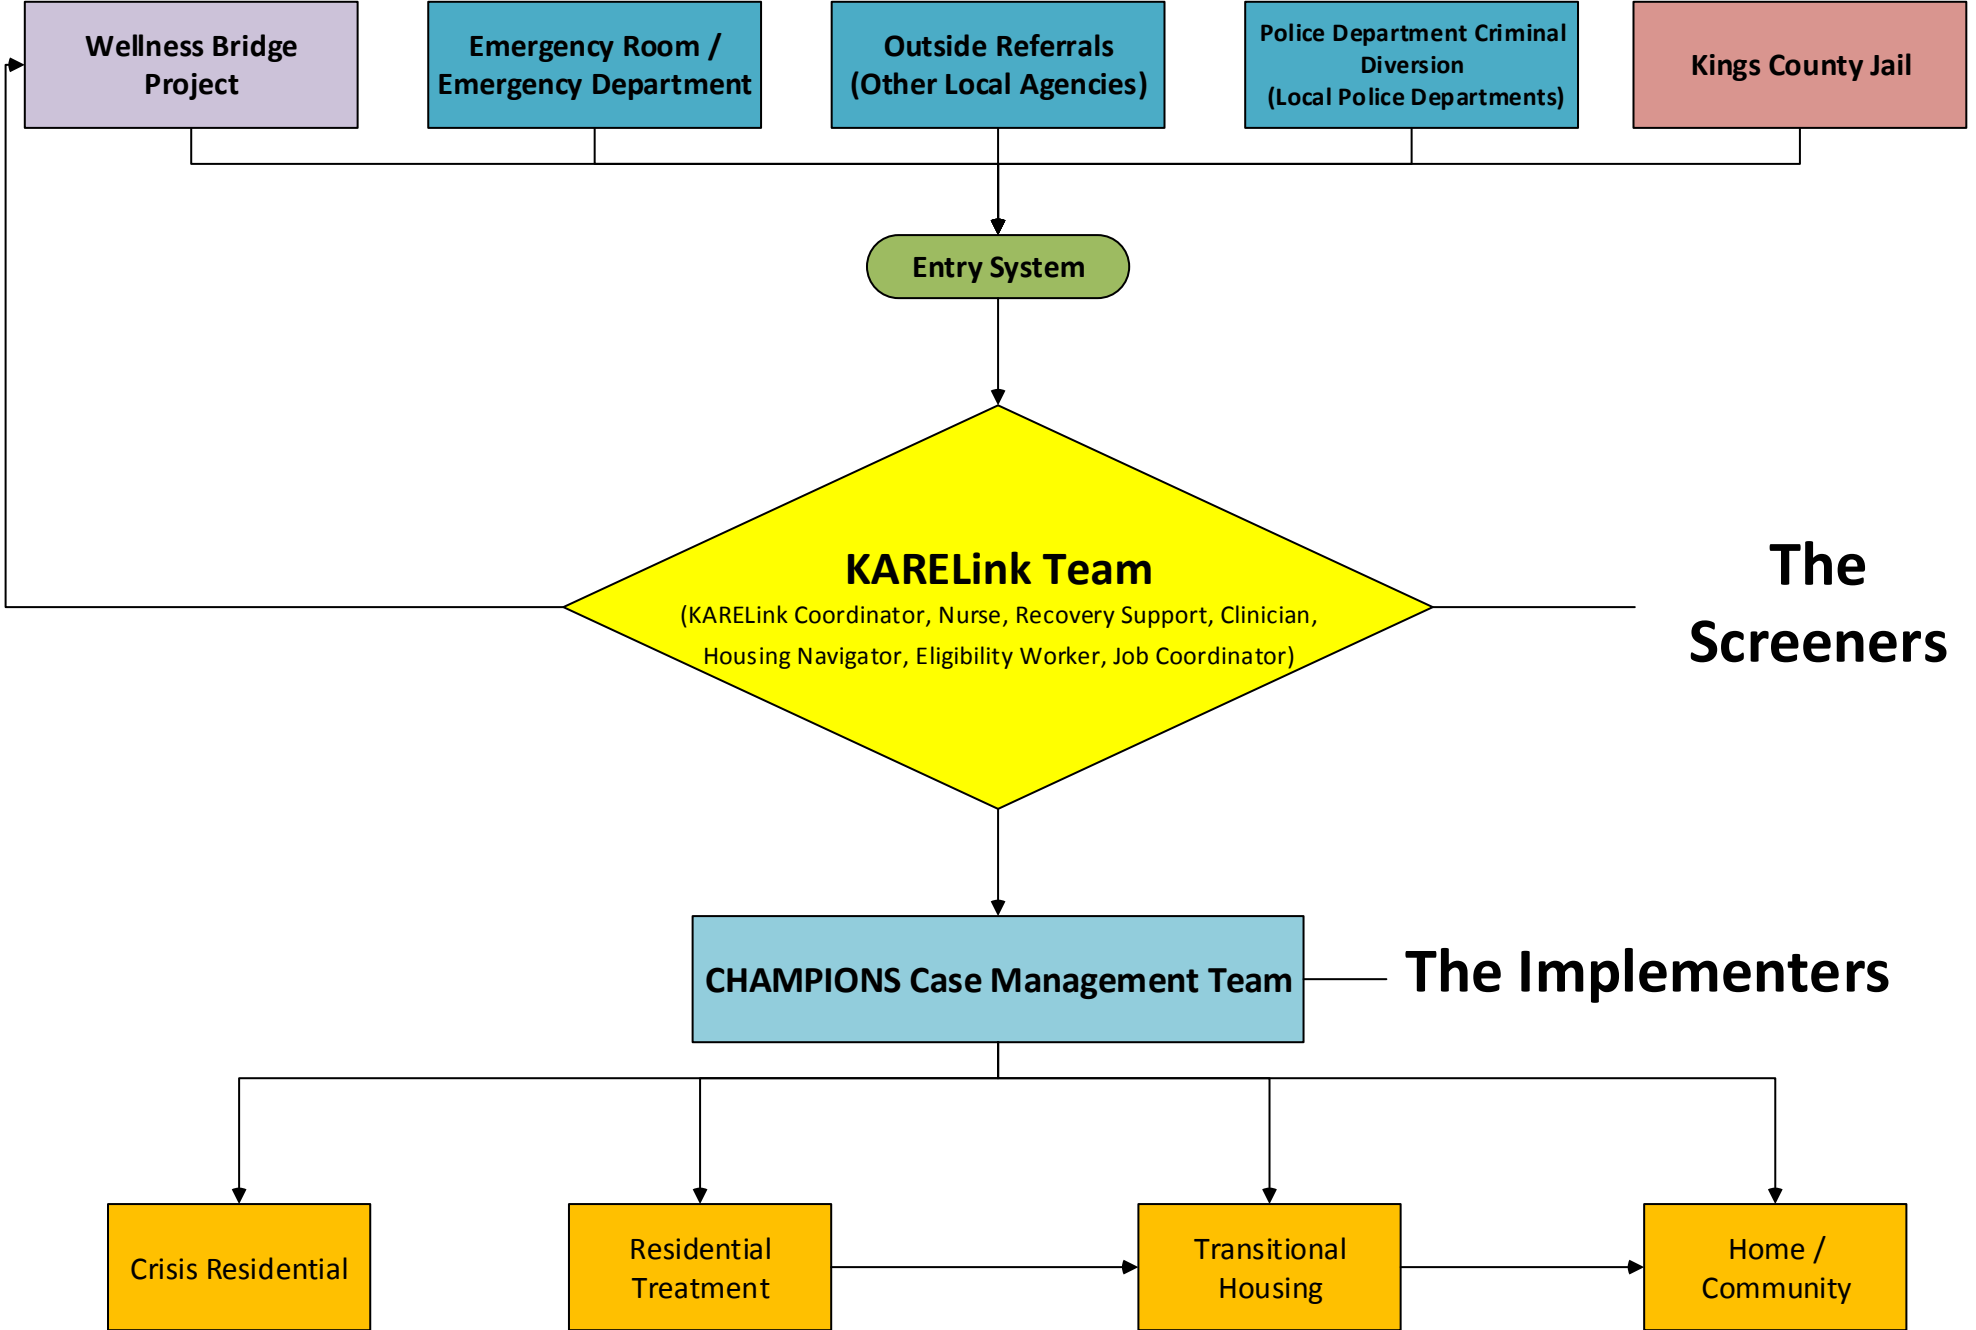 Wellness Bridge
Project
Emergency Room /
Emergency Department
Outside Referrals
(Other Local Agencies)
Police Department Criminal
Diversion
(Local Police Departments)
Kings County Jail
Entry System
KARELink Team
(KARELink Coordinator, Nurse, Recovery Support, Clinician,
Housing Navigator, Eligibility Worker, Job Coordinator)
The
Screeners
CHAMPIONS Case Management Team
The Implementers
Crisis Residential
Residential
Treatment
Transitional
Housing
Home /
Community